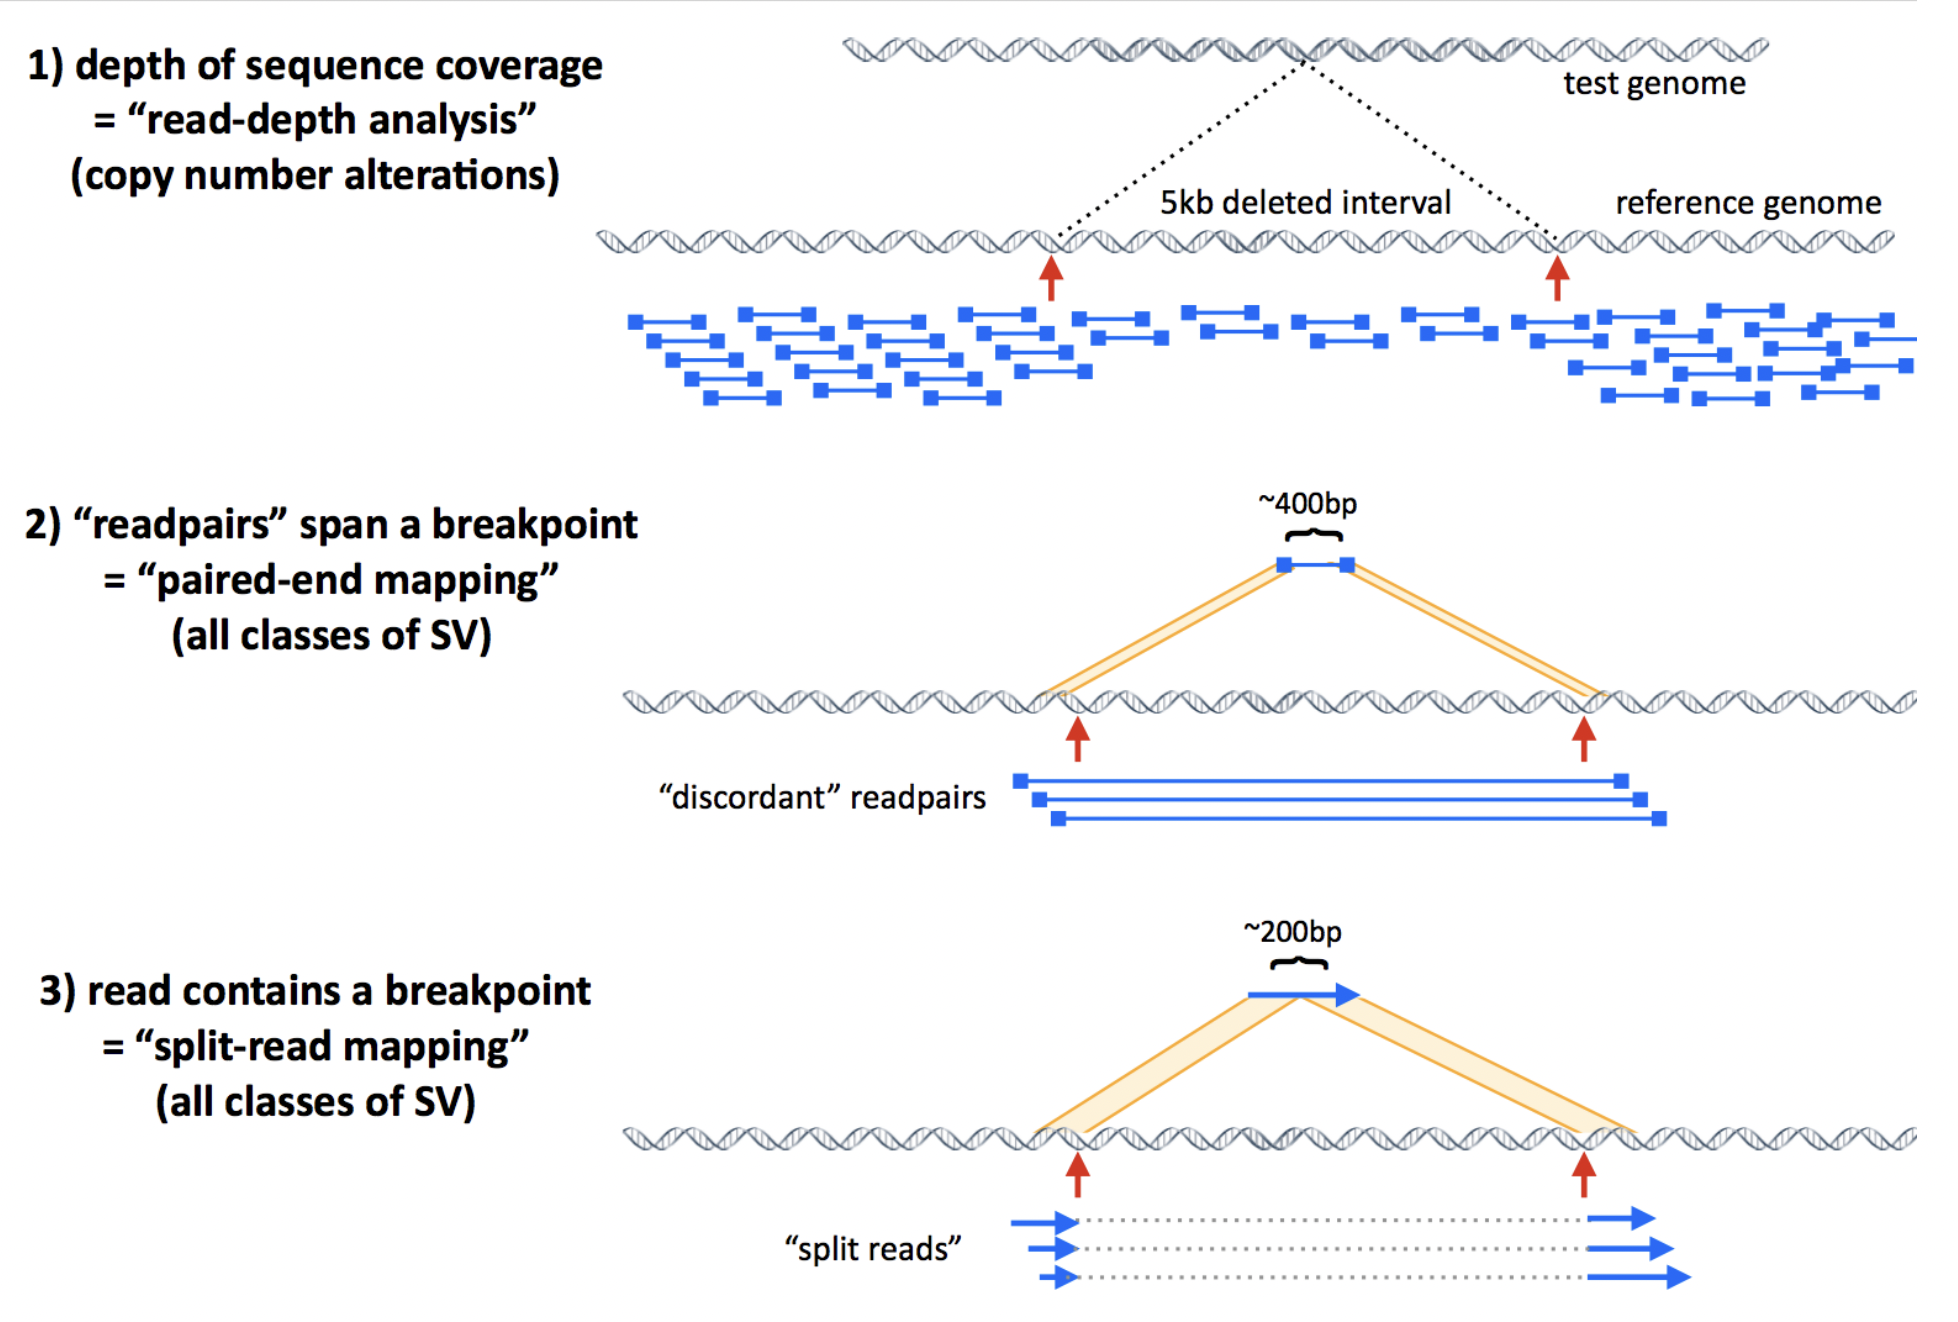 1) depth of sequence coverage
= “read-depth analysis”
(copy number alterations)
test genome
5kb deleted interval
reference genome
2) “readpairs” span a breakpoint
= “paired-end mapping”
(all classes of SV)
~400bp
“discordant” readpairs
3) read contains a breakpoint
= “split-read mapping”
(all classes of SV)
~200bp
“split reads”